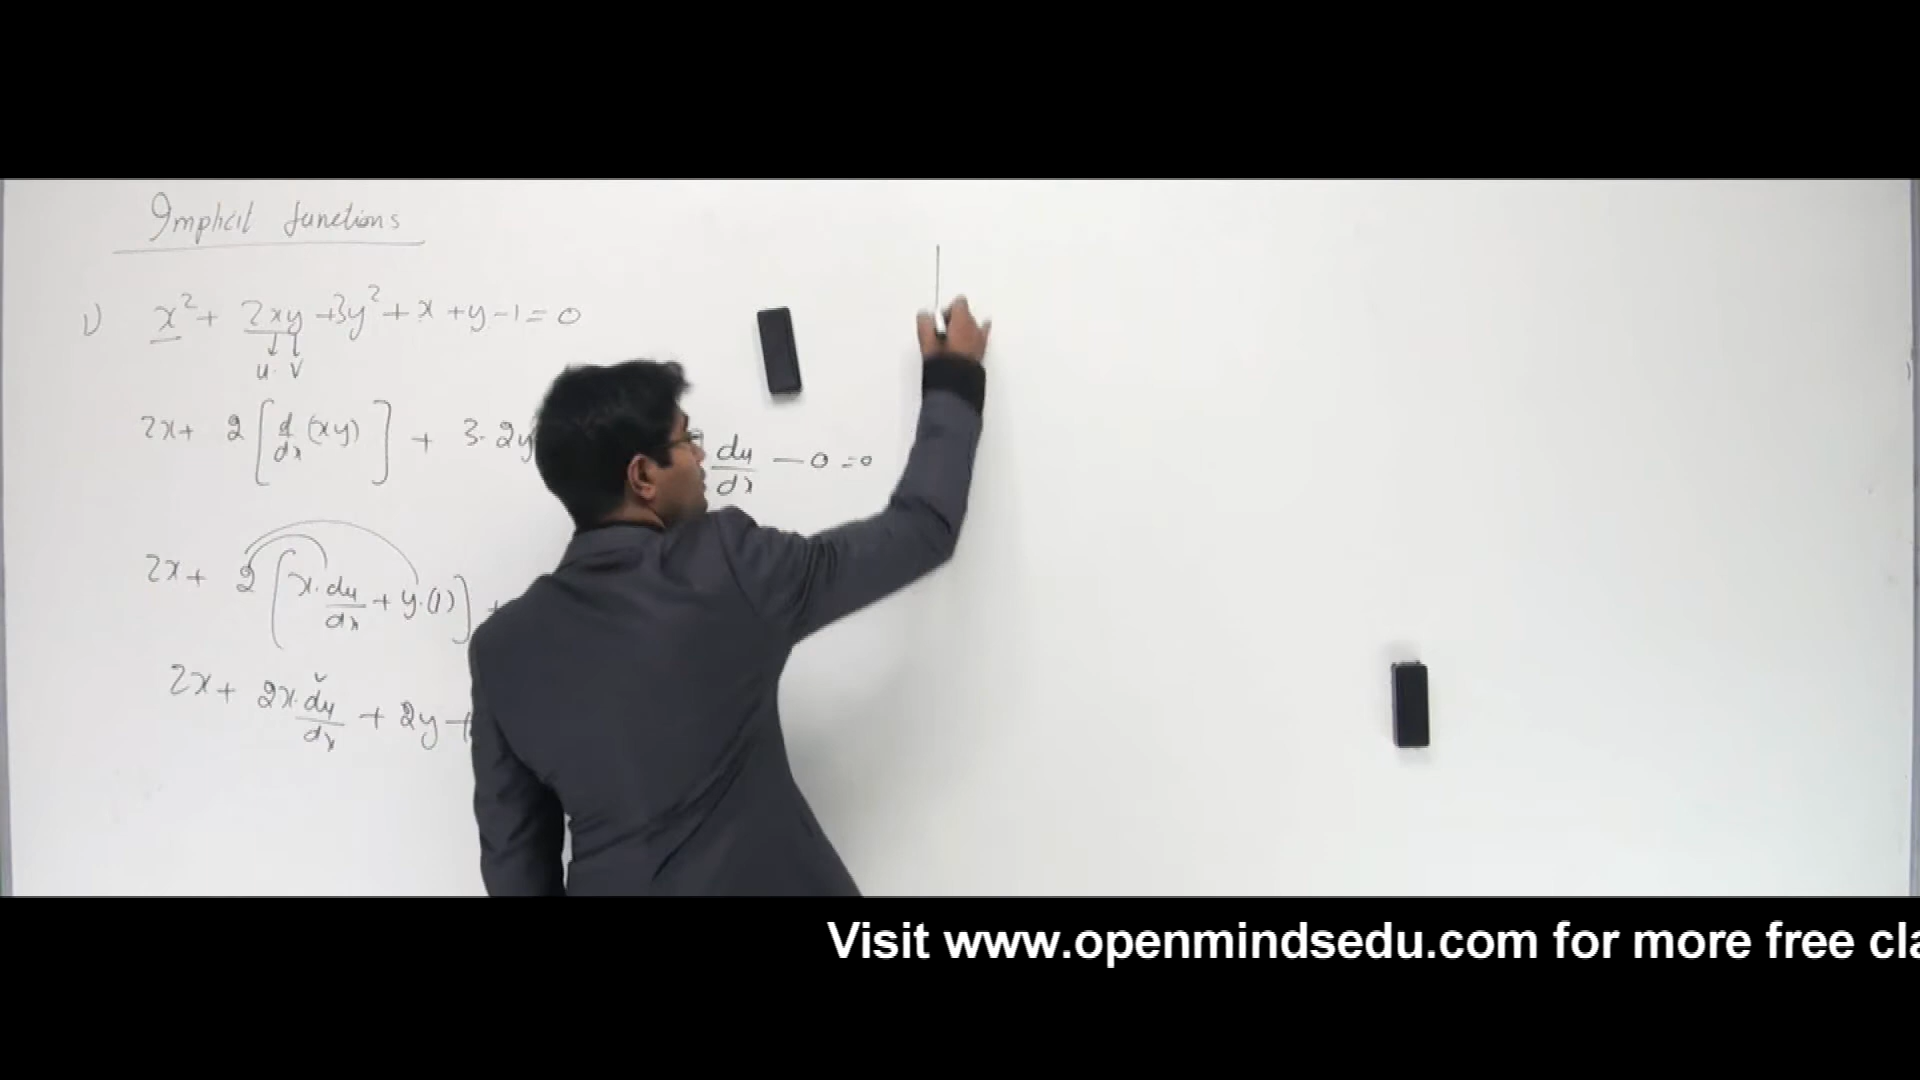 Implicit functions
1) x² + 2xy + 3y² + x + y - 1 = 0
u. v
2x + 2 [d/dx (xy)] + 3. 2y dy/dx - 0 = 0
2x + 2 [x. dy/dx + y.(1)] +
2x + 2x. dy/dx + 2y +
Visit www.openmindsedu.com for more free cla